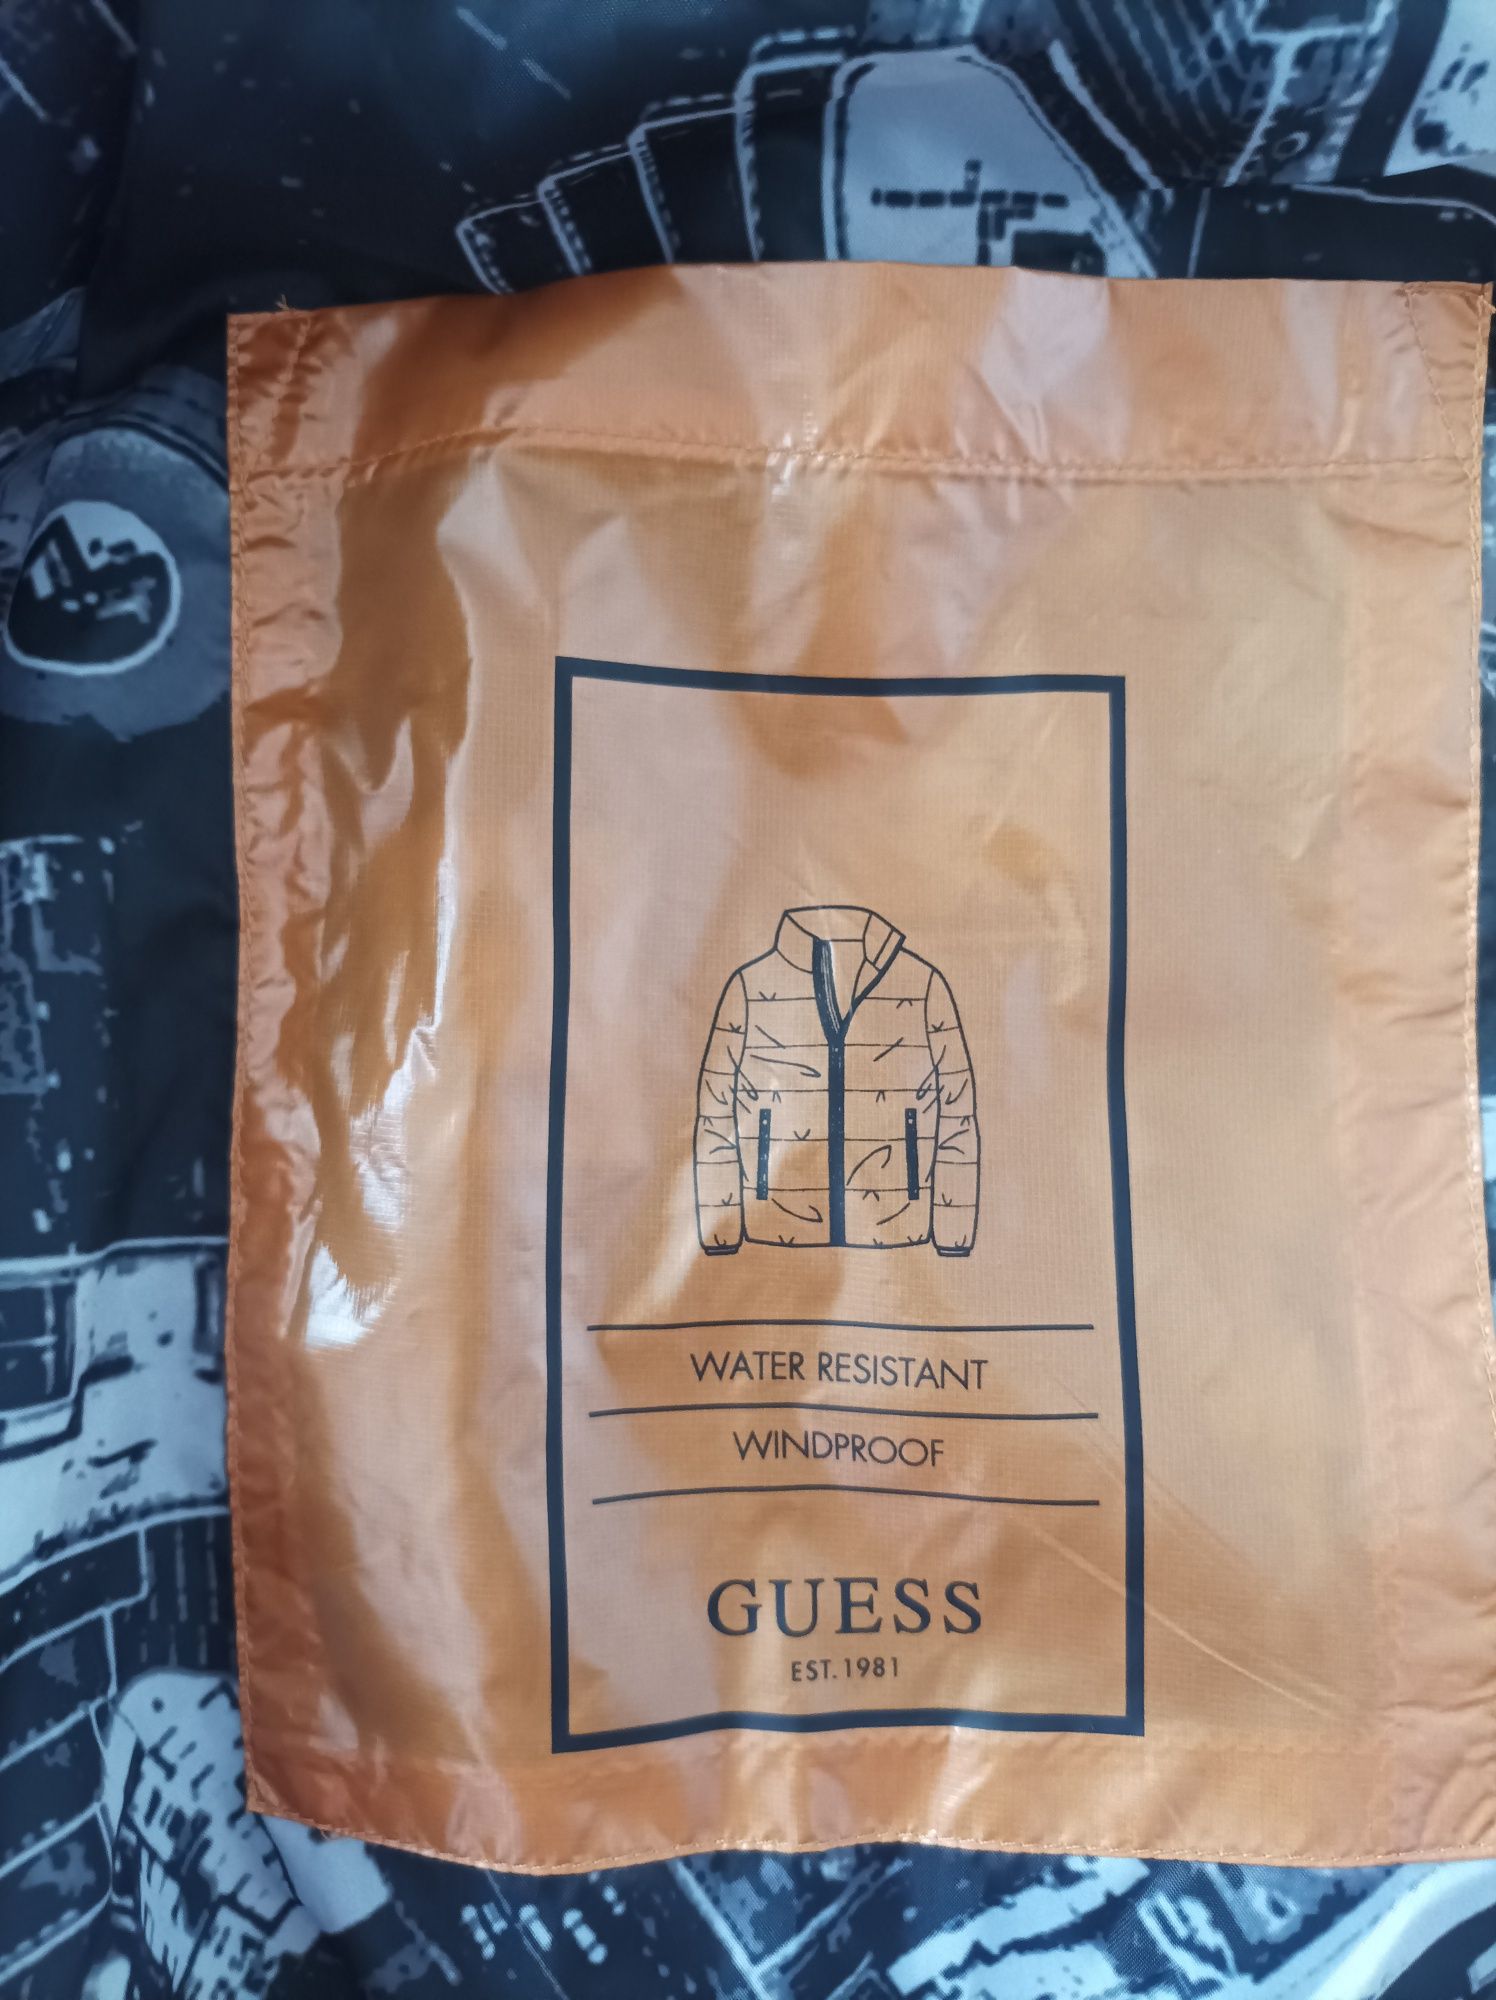 WATER RESISTANT
WINDPROOF
GUESS
EST. 1981